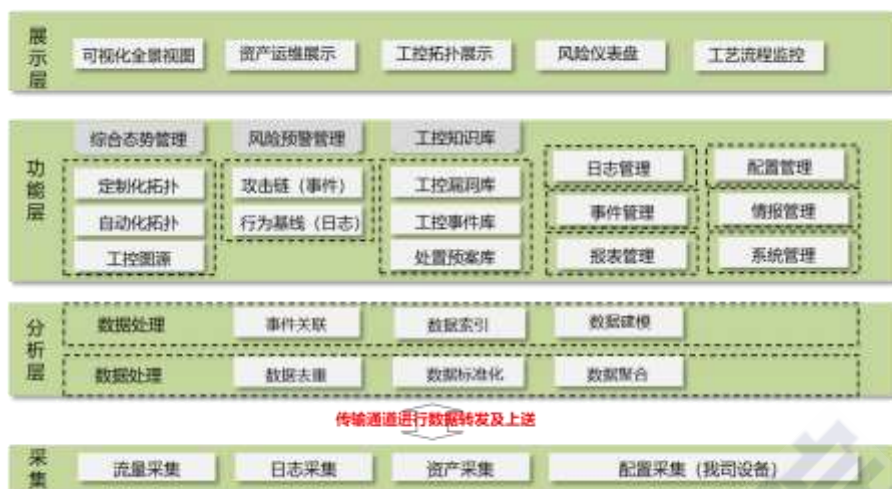 展示层
可视化全景视图 资产运维展示 工控拓扑展示 风险仪表盘 工艺流程监控
功能层
综合态势管理 风险预警管理 工控知识库
日志管理 配置管理
定制化拓扑 攻击链（事件） 工控漏洞库
事件管理 情报管理
自动化拓扑 行为基线（日志） 工控事件库
工控图源 处置预案库 报表管理 系统管理
分析层
数据处理 事件关联 数据索引 数据建模
数据处理 数据去重 数据标准化 数据聚合
传输通道进行数据转发及上送
采集
流量采集 日志采集 资产采集 配置采集（我司设备）